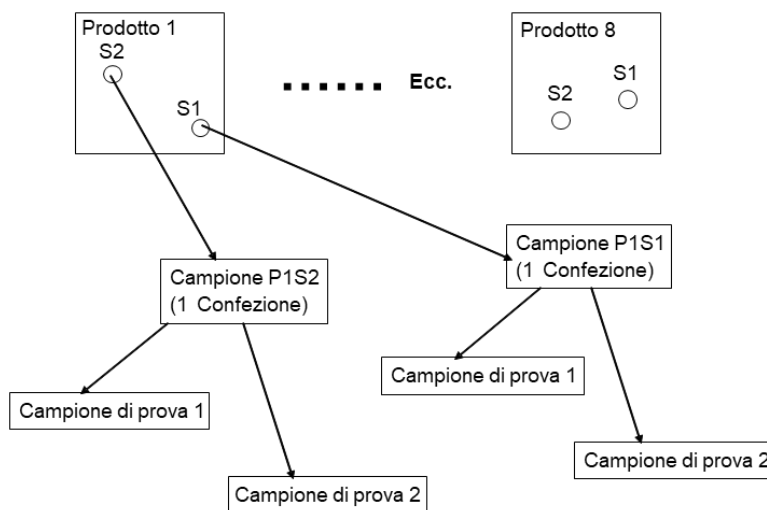 Prodotto 1
S2
S1
Ecc.
Prodotto 8
S1
S2
Campione P1S2
(1 Confezione)
Campione P1S1
(1 Confezione)
Campione di prova 1
Campione di prova 2
Campione di prova 1
Campione di prova 2